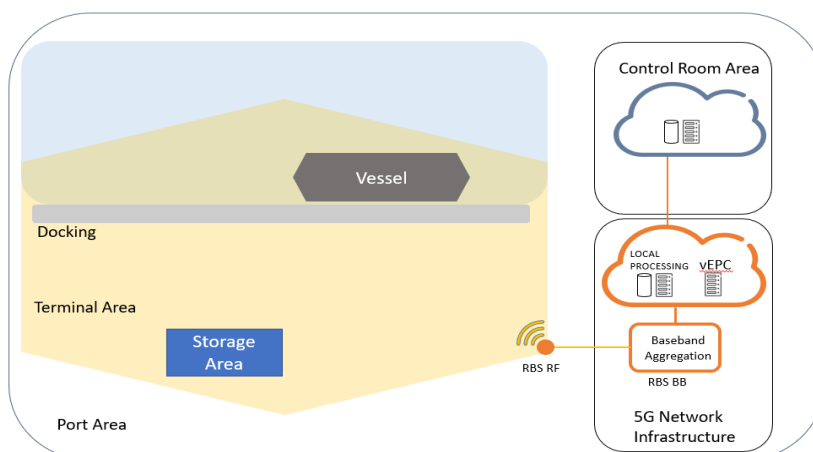 Control Room Area
Vessel
Docking
LOCAL
PROCESSING
vEPC
Terminal Area
Storage
Area
Baseband
Aggregation
RBS RF
RBS BB
Port Area
5G Network
Infrastructure